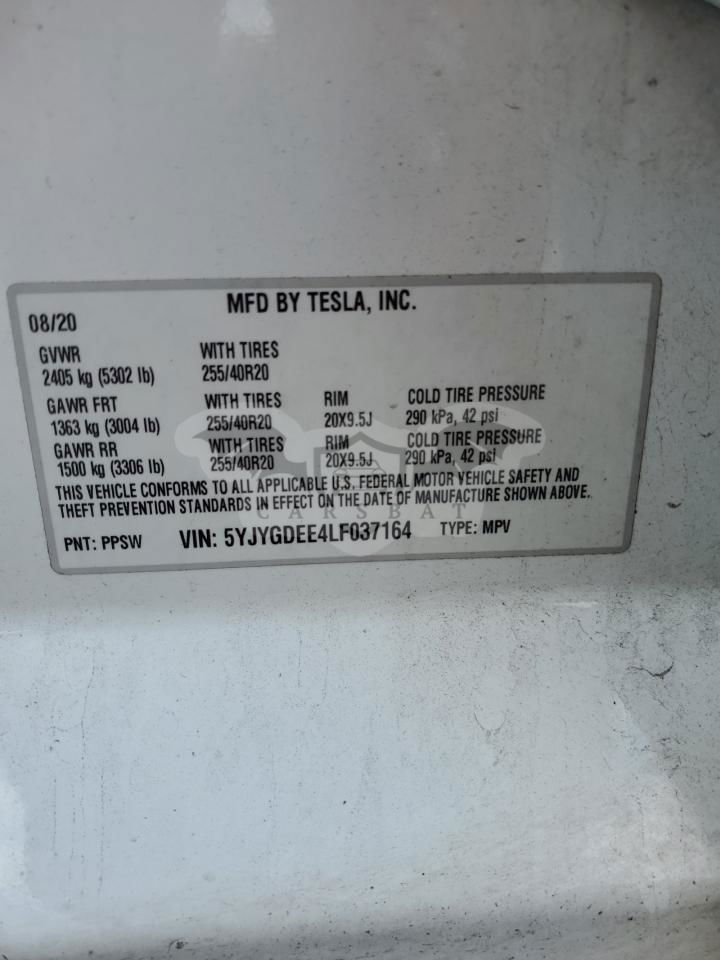 MFD BY TESLA, INC.
08/20
GVWR WITH TIRES
2405 kg (5302 lb) 255/40R20
GAWR FRT WITH TIRES RIM COLD TIRE PRESSURE
1363 kg (3004 lb) 255/40R20 20X9.5J 290 kPa, 42 psi
GAWR RR WITH TIRES RIM COLD TIRE PRESSURE
1500 kg (3306 lb) 255/40R20 20X9.5J 290 kPa, 42 psi
THIS VEHICLE CONFORMS TO ALL APPLICABLE U.S. FEDERAL MOTOR VEHICLE SAFETY AND
THEFT PREVENTION STANDARDS IN EFFECT ON THE DATE OF MANUFACTURE SHOWN ABOVE.
CARSBAT
PNT: PPSW VIN: 5YJYGDEE4LF037164 TYPE: MPV